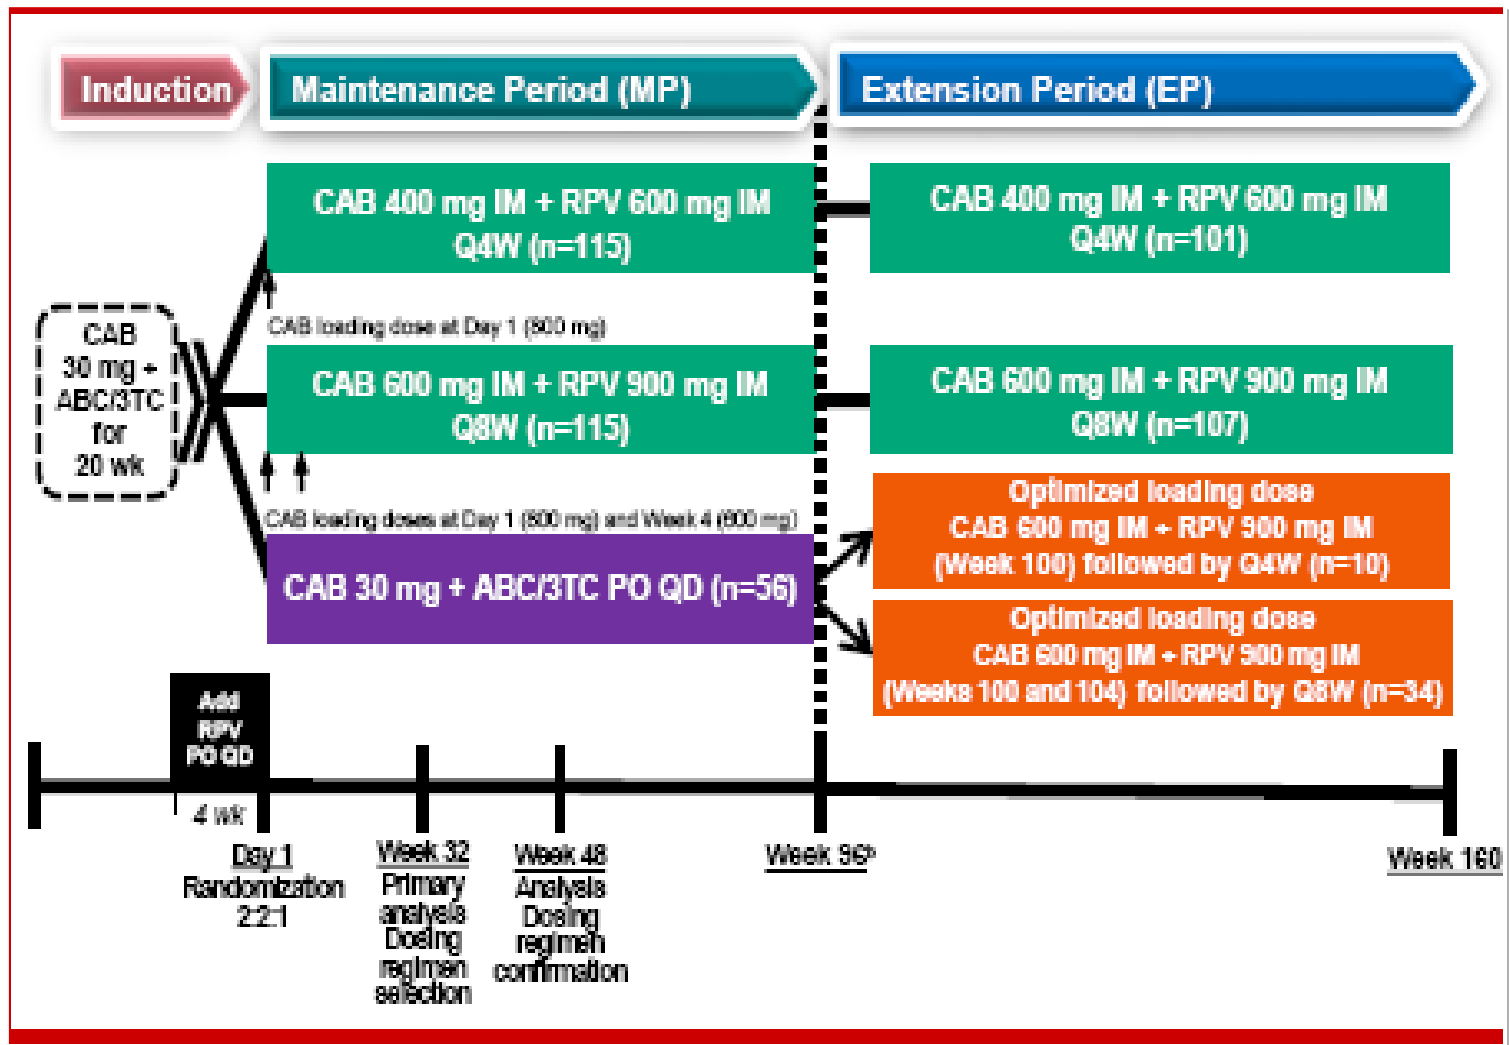 Induction
Maintenance Period (MP)
Extension Period (EP)
CAB 400 mg IM + RPV 600 mg IM
Q4W (n=115)
CAB 400 mg IM + RPV 600 mg IM
Q4W (n=101)
CAB loading dose at Day 1 (800 mg)
CAB
30 mg +
ABC/3TC
for
20 wk
CAB 600 mg IM + RPV 900 mg IM
Q8W (n=115)
CAB 600 mg IM + RPV 900 mg IM
Q8W (n=107)
CAB loading doses at Day 1 (800 mg) and Week 4 (600 mg)
CAB 30 mg + ABC/3TC PO QD (n=56)
Optimized loading dose
CAB 600 mg IM + RPV 900 mg IM
(Week 100) followed by Q4W (n=10)
Optimized loading dose
CAB 600 mg IM + RPV 900 mg IM
(Weeks 100 and 104) followed by Q8W (n=34)
Add
RPV
PO QD
4 wk
Day 1
Randomization
2:2:1
Week 32
Primary
analysis
Dosing
regimen
selection
Week 48
Analysis
Dosing
regimen
confirmation
Week 96ᵇ
Week 160